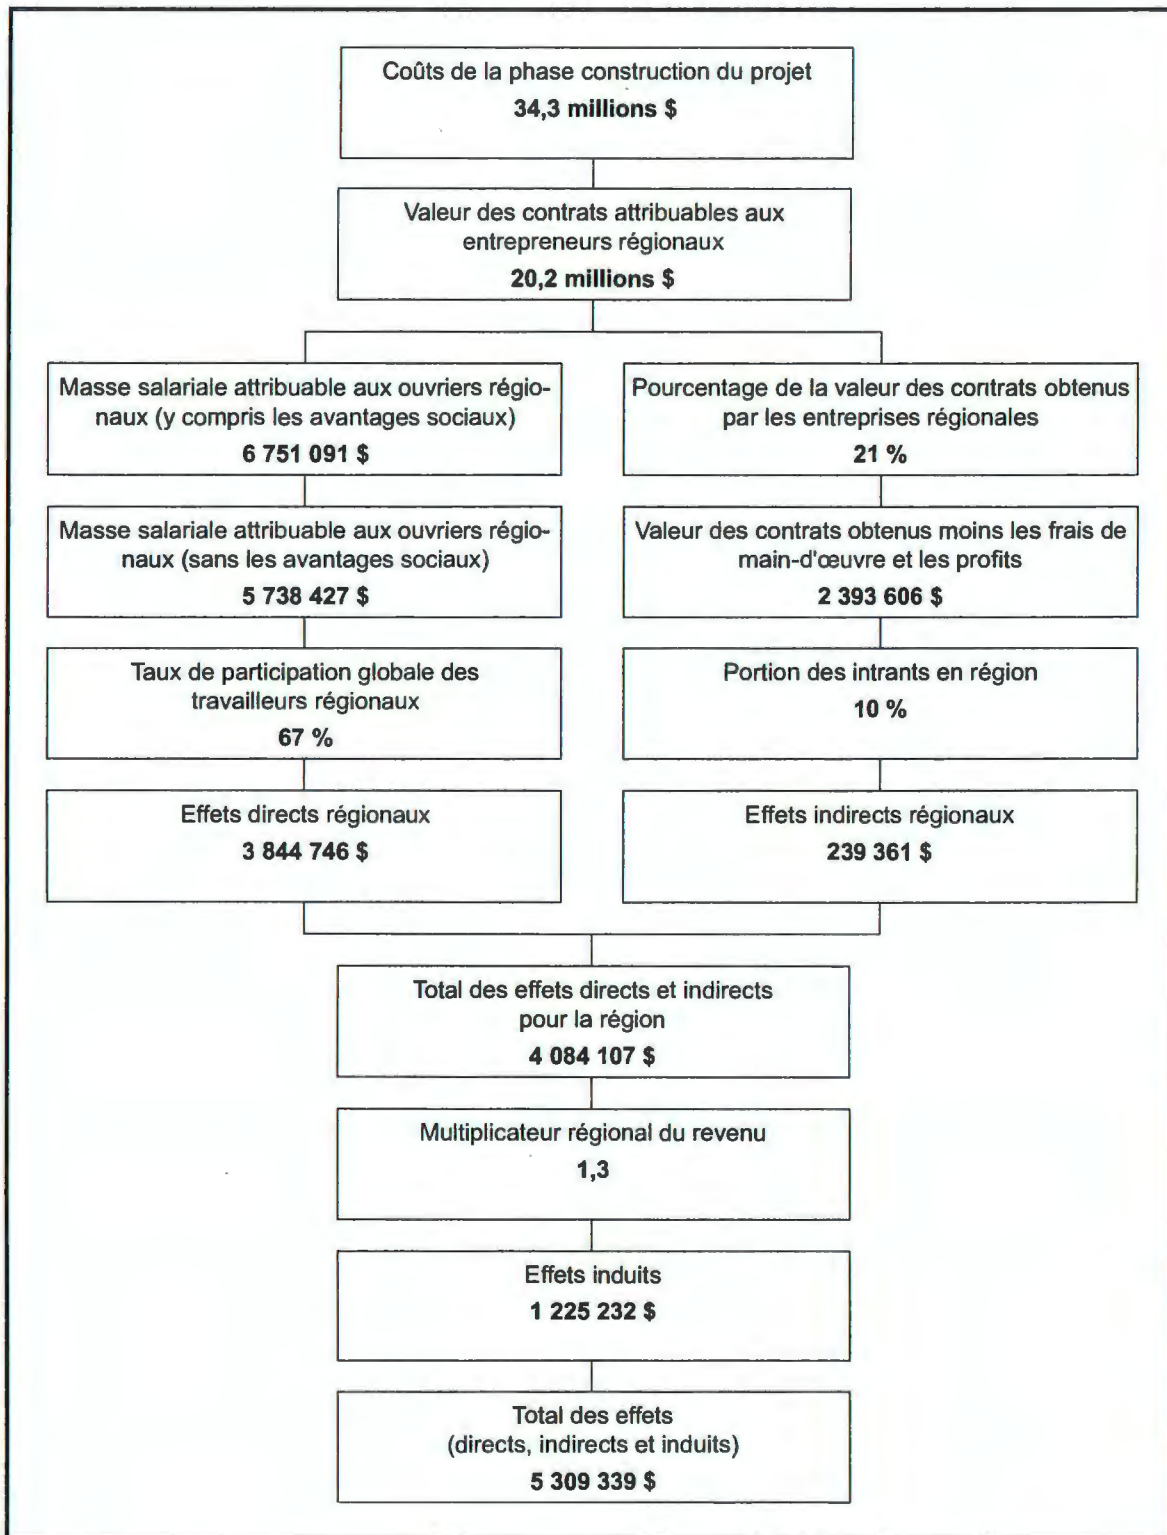 Coûts de la phase construction du projet
34,3 millions $
Valeur des contrats attribuables aux
entrepreneurs régionaux
20,2 millions $
Masse salariale attribuable aux ouvriers régio-
naux (y compris les avantages sociaux)
6 751 091 $
Pourcentage de la valeur des contrats obtenus
par les entreprises régionales
21 %
Masse salariale attribuable aux ouvriers régio-
naux (sans les avantages sociaux)
5 738 427 $
Valeur des contrats obtenus moins les frais de
main-d'œuvre et les profits
2 393 606 $
Taux de participation globale des
travailleurs régionaux
67 %
Portion des intrants en région
10 %
Effets directs régionaux
3 844 746 $
Effets indirects régionaux
239 361 $
Total des effets directs et indirects
pour la région
4 084 107 $
Multiplicateur régional du revenu
1,3
Effets induits
1 225 232 $
Total des effets
(directs, indirects et induits)
5 309 339 $